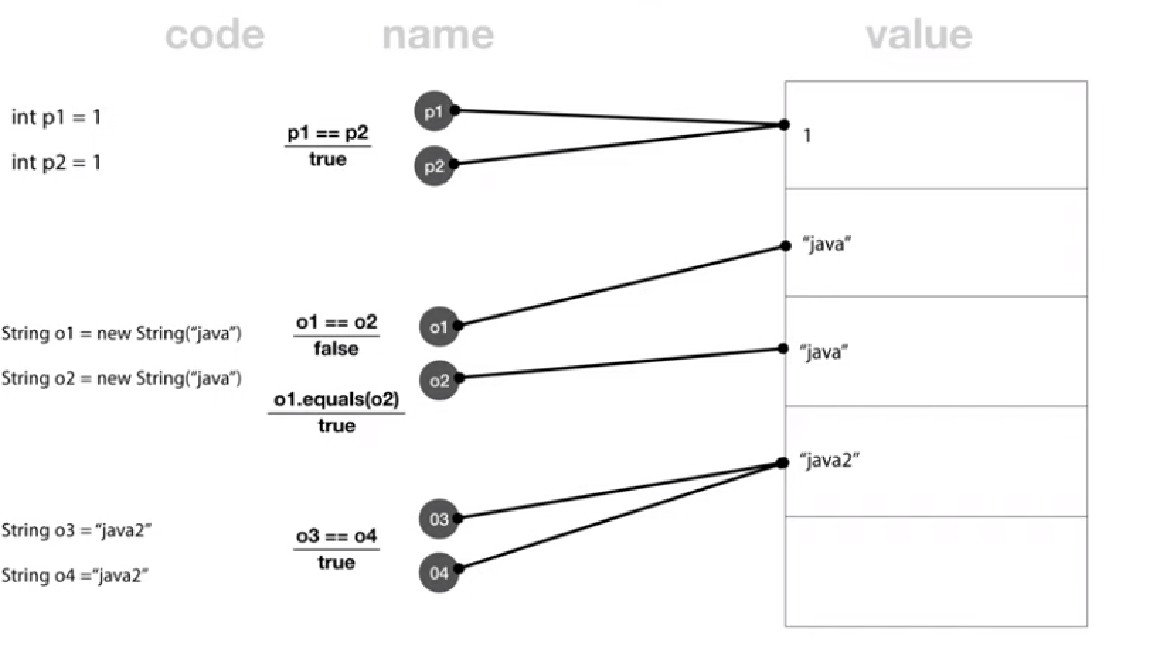 code name value
int p1 = 1
int p2 = 1
p1 == p2
true
p1
p2
1
"java"
String o1 = new String("java")
String o2 = new String("java")
o1 == o2
false
o1.equals(o2)
true
o1
o2
"java"
String o3 ="java2"
String o4 ="java2"
o3 == o4
true
03
04
"java2"